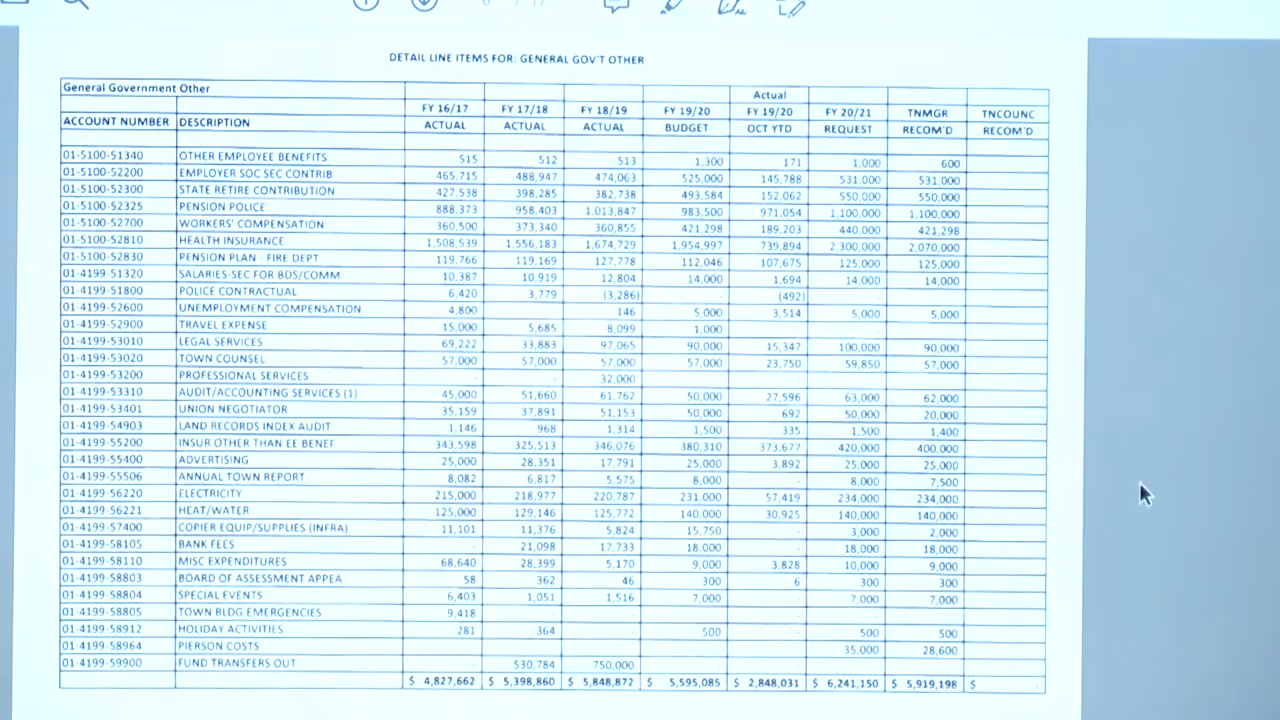 DETAIL LINE ITEMS FOR: GENERAL GOV'T OTHER
General Government Other
Actual
FY 16/17 FY 17/18 FY 18/19 FY 19/20 FY 19/20 FY 20/21 TNMGR TNCOUNC
ACCOUNT NUMBER DESCRIPTION ACTUAL ACTUAL ACTUAL BUDGET OCT YTD REQUEST RECOM'D RECOM'D
01-5100-51340 OTHER EMPLOYEE BENEFITS 515 512 513 1,300 171 1,000 600
01-5100-52200 EMPLOYER SOC SEC CONTRIB 465,715 488,947 474,063 525,000 145,788 531,000 531,000
01-5100-52300 STATE RETIRE CONTRIBUTION 427,538 398,285 382,738 493,584 152,062 550,000 550,000
01-5100-52325 PENSION POLICE 888,373 958,403 1,013,847 983,500 971,054 1,100,000 1,100,000
01-5100-52700 WORKERS' COMPENSATION 360,500 373,340 360,855 421,298 189,203 440,000 421,298
01-5100-52810 HEALTH INSURANCE 1,508,539 1,556,183 1,674,729 1,954,997 739,894 2,300,000 2,070,000
01-5100-52830 PENSION PLAN - FIRE DEPT 119,766 119,169 127,778 112,046 107,675 125,000 125,000
01-4199-51320 SALARIES-SEC FOR BDS/COMM 10,387 10,919 12,804 14,000 1,694 14,000 14,000
01-4199-51800 POLICE CONTRACTUAL 6,420 3,779 (3,286) (492) -
01-4199-52600 UNEMPLOYMENT COMPENSATION 4,800 146 5,000 3,514 5,000 5,000
01-4199-52900 TRAVEL EXPENSE 15,000 5,685 8,099 1,000
01-4199-53010 LEGAL SERVICES 69,222 33,883 97,065 90,000 15,347 100,000 90,000
01-4199-53020 TOWN COUNSEL 57,000 57,000 57,000 57,000 23,750 59,850 57,000
01-4199-53200 PROFESSIONAL SERVICES - - 32,000 - - -
01-4199-53310 AUDIT/ACCOUNTING SERVICES (1) 45,000 51,660 61,762 50,000 27,596 63,000 62,000
01-4199-53401 UNION NEGOTIATOR 35,159 37,891 51,153 50,000 692 50,000 20,000
01-4199-54903 LAND RECORDS INDEX AUDIT 1,146 968 1,314 1,500 335 1,500 1,400
01-4199-55200 INSUR OTHER THAN EE BENEF 343,598 325,513 346,076 380,310 373,677 420,000 400,000
01-4199-55400 ADVERTISING 25,000 28,351 17,791 25,000 3,892 25,000 25,000
01-4199-55506 ANNUAL TOWN REPORT 8,082 6,817 5,575 8,000 - 8,000 7,500
01-4199-56220 ELECTRICITY 215,000 218,977 220,787 231,000 57,419 234,000 234,000
01-4199-56221 HEAT/WATER 125,000 129,146 125,772 140,000 30,925 140,000 140,000
01-4199-57400 COPIER EQUIP/SUPPLIES (INFRA) 11,101 11,376 5,824 15,750 3,000 2,000
01-4199-58105 BANK FEES - 21,098 17,733 18,000 - 18,000 18,000
01-4199-58110 MISC EXPENDITURES 68,640 28,399 5,170 9,000 3,828 10,000 9,000
01-4199-58803 BOARD OF ASSESSMENT APPEA 58 362 46 300 6 300 300
01-4199-58804 SPECIAL EVENTS 6,403 1,051 1,516 7,000 - 7,000 7,000
01-4199-58805 TOWN BLDG EMERGENCIES 9,418
01-4199-58912 HOLIDAY ACTIVITIES 281 364 500 - 500 500
01-4199-58964 PIERSON COSTS 35,000 28,600
01-4199-59900 FUND TRANSFERS OUT 530,784 750,000 - -
$ 4,827,662 $ 5,398,860 $ 5,848,872 $ 5,595,085 $ 2,848,031 $ 6,241,150 $ 5,919,198 $ -